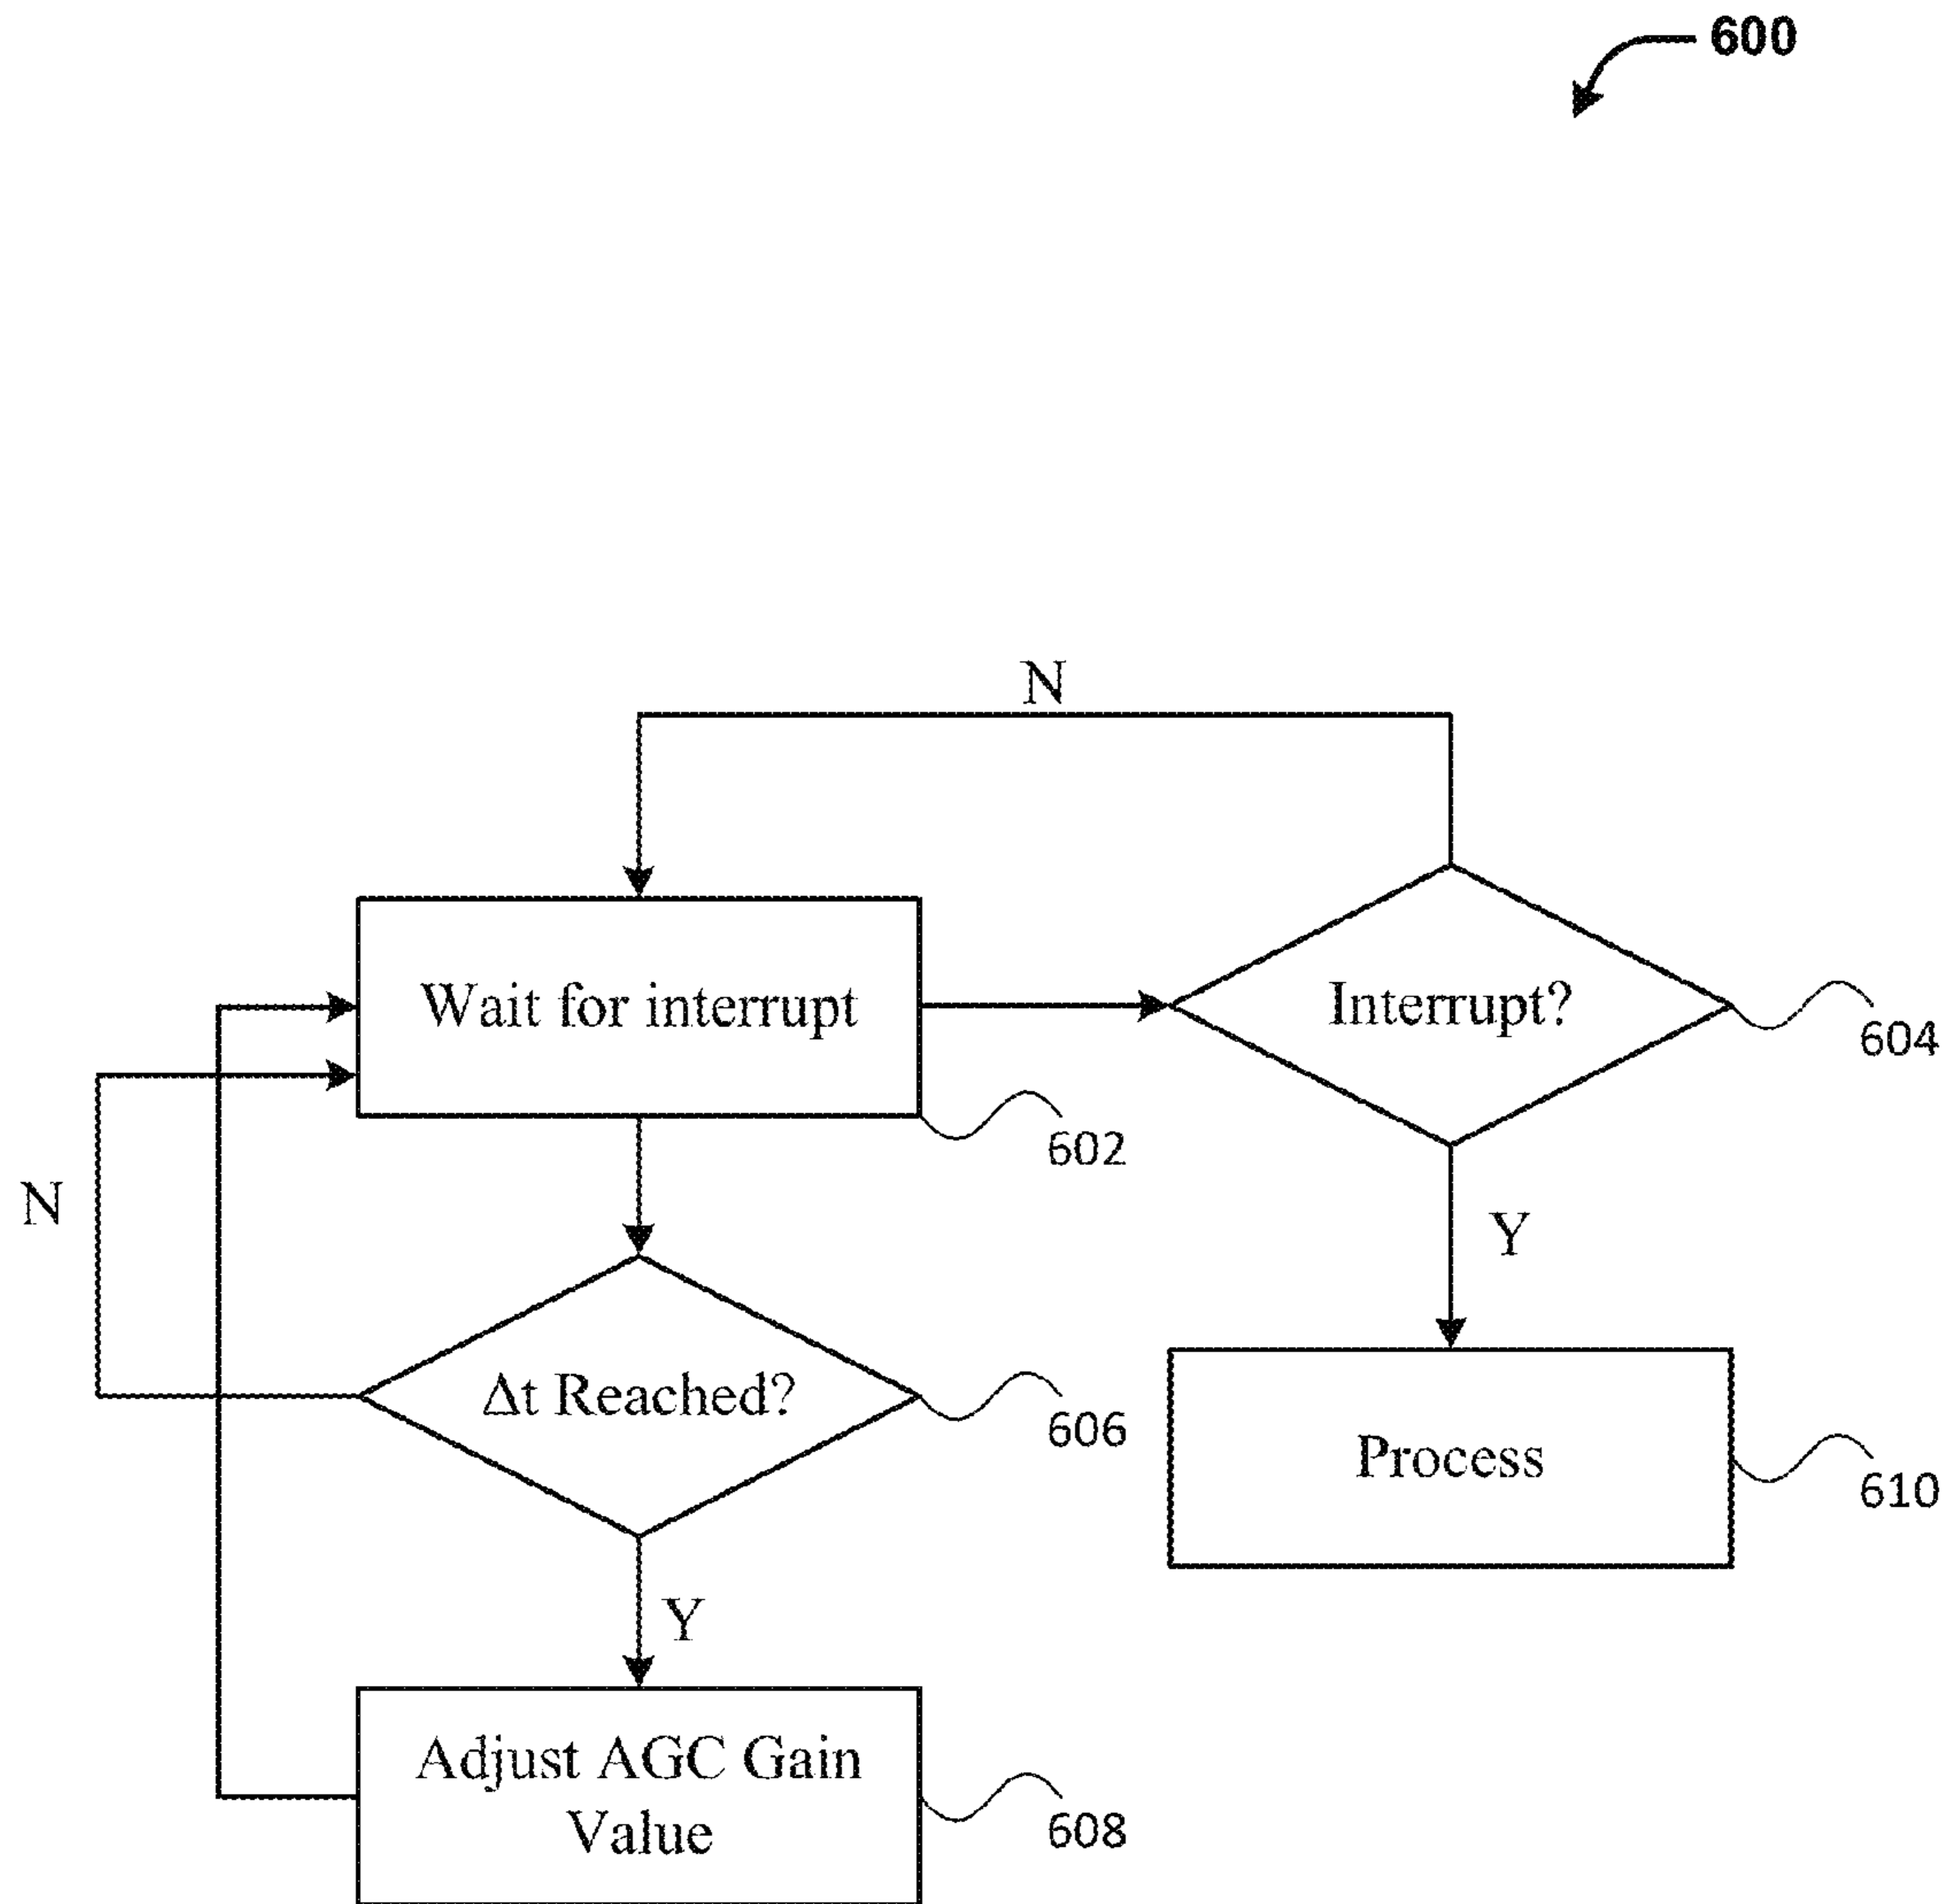 600
N
Wait for interrupt
Interrupt?
604
602
N
Y
Δt Reached?
606
Process
610
Y
Adjust AGC Gain
Value
608